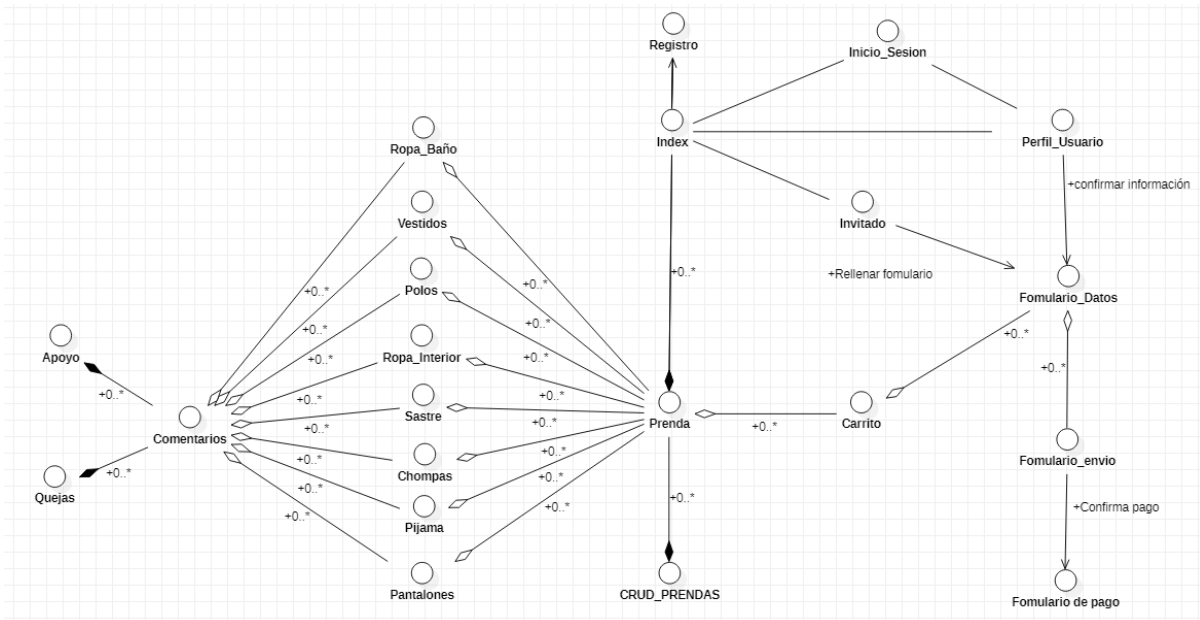 Registro
Inicio_Sesion
Index
Perfil_Usuario
Ropa_Baño
+confirmar información
Vestidos
Invitado
+0..*
+Rellenar fomulario
Polos
+0..*
+0..*
Fomulario_Datos
+0..*
+0..*
+0..*
Apoyo
Ropa_Interior
+0..*
+0..*
+0..*
+0..*
+0..*
+0..*
Sastre
Prenda
+0..*
Carrito
+0..*
+0..*
Comentarios
+0..*
+0..*
Fomulario_envio
+0..*
Chompas
+0..*
Quejas
+0..*
+0..*
+0..*
+0..*
+Confirma pago
Pijama
Pantalones
CRUD_PRENDAS
Fomulario de pago